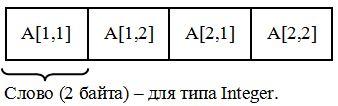 A[1,1] A[1,2] A[2,1] A[2,2]
Слово (2 байта) – для типа Integer.